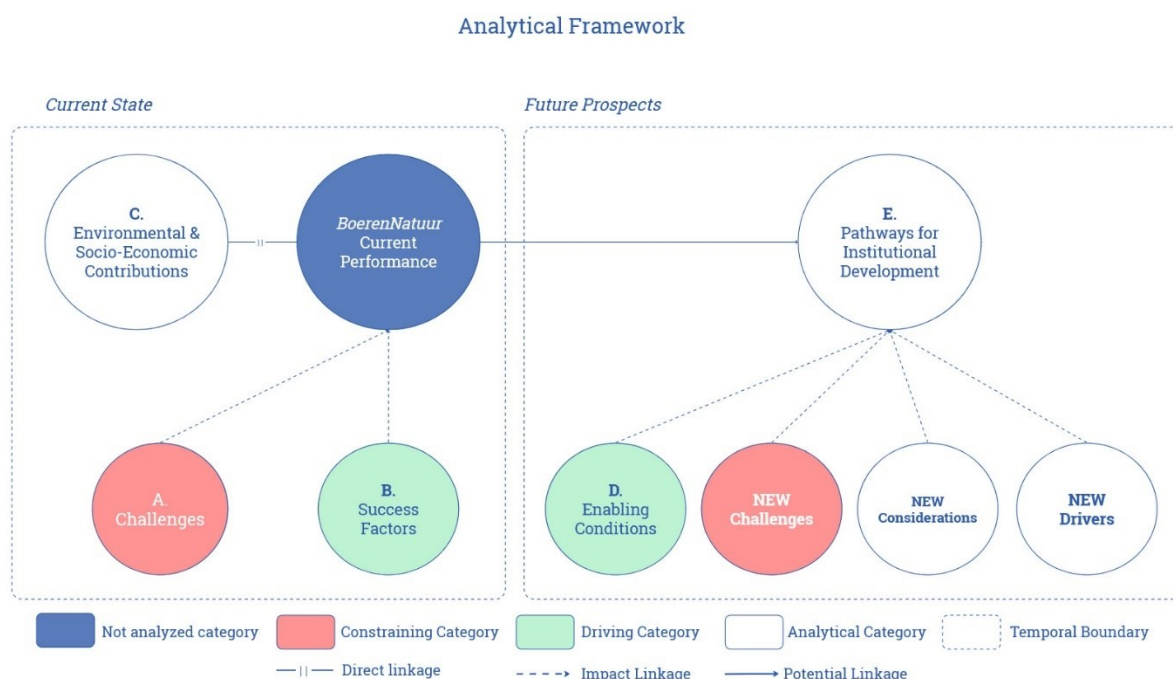 Analytical Framework
Current State
Future Prospects
C.
Environmental &
Socio-Economic
Contributions
BoerenNatuur
Current
Performance
E.
Pathways for
Institutional
Development
A.
Challenges
B.
Success
Factors
D.
Enabling
Conditions
NEW
Challenges
NEW
Considerations
NEW
Drivers
Not analyzed category
Constraining Category
Driving Category
Analytical Category
Temporal Boundary
Direct linkage
Impact Linkage
Potential Linkage